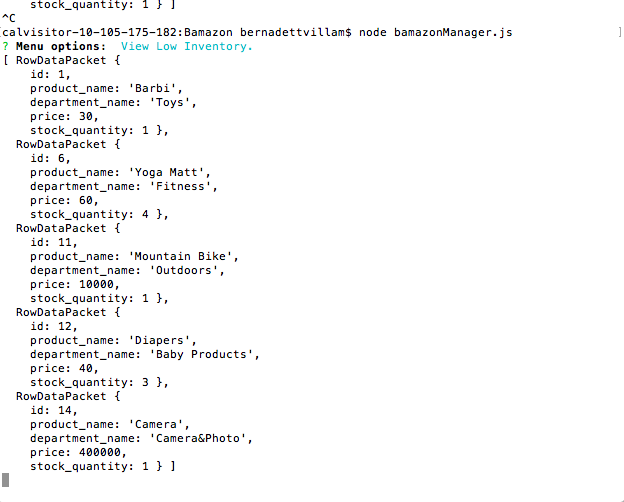 stock_quantity: 1 } ]
^C
[calvisitor-10-105-175-182:Bamazon bernadettvillam$ node bamazonManager.js ]
? Menu options:  View Low Inventory.
[ RowDataPacket {
    id: 1,
    product_name: 'Barbi',
    department_name: 'Toys',
    price: 30,
    stock_quantity: 1 },
  RowDataPacket {
    id: 6,
    product_name: 'Yoga Matt',
    department_name: 'Fitness',
    price: 60,
    stock_quantity: 4 },
  RowDataPacket {
    id: 11,
    product_name: 'Mountain Bike',
    department_name: 'Outdoors',
    price: 10000,
    stock_quantity: 1 },
  RowDataPacket {
    id: 12,
    product_name: 'Diapers',
    department_name: 'Baby Products',
    price: 40,
    stock_quantity: 3 },
  RowDataPacket {
    id: 14,
    product_name: 'Camera',
    department_name: 'Camera&Photo',
    price: 400000,
    stock_quantity: 1 } ]